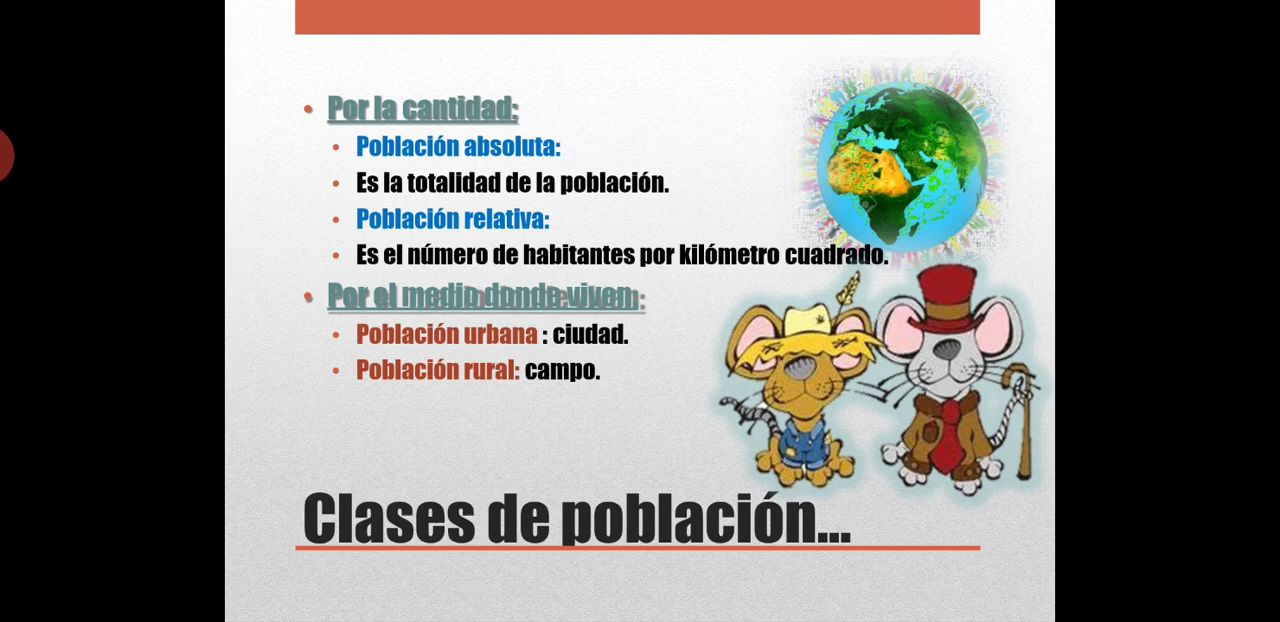 Por la cantidad:
Población absoluta:
Es la totalidad de la población.
Población relativa:
Es el número de habitantes por kilómetro cuadrado.
Por el medio donde viven:
Población urbana : ciudad.
Población rural: campo.
Clases de población...